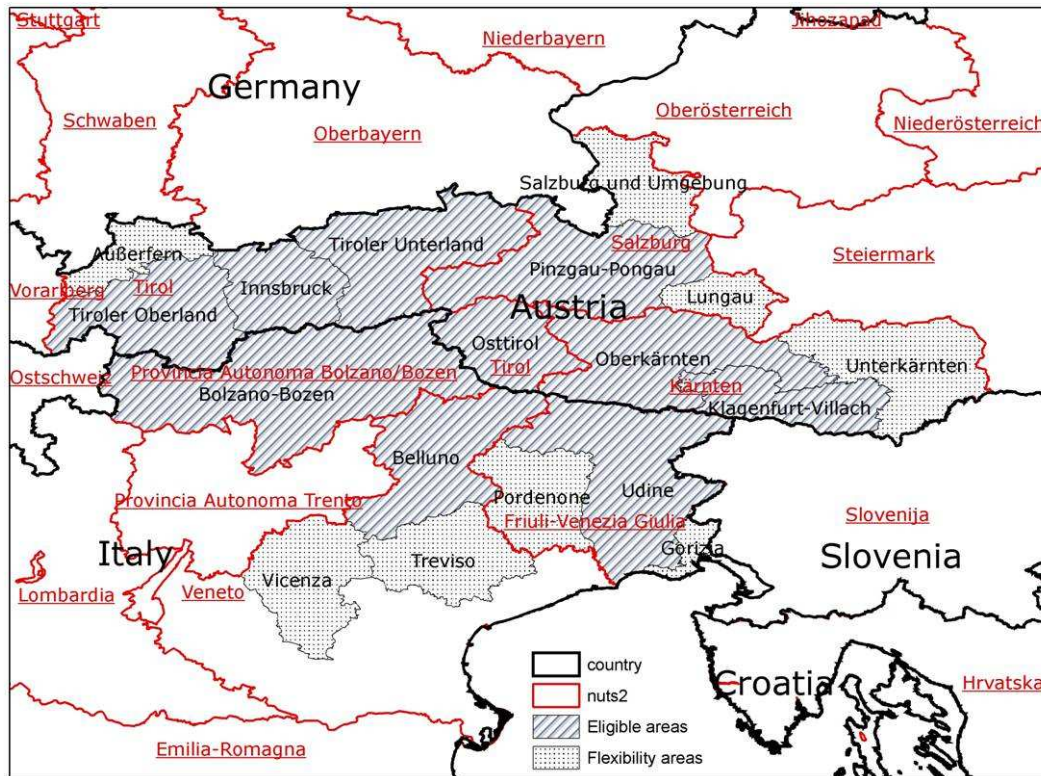 Stuttgart
Jihozapad
Niederbayern
Germany
Oberösterreich
Schwaben
Niederösterreich
Oberbayern
Salzburg und Umgebung
Außerfern
Tiroler Unterland
Salzburg
Steiermark
Pinzgau-Pongau
Vorarlberg
Tirol
Innsbruck
Lungau
Austria
Tiroler Oberland
Osttirol
Oberkärnten
Unterkärnten
Ostschweiz
Provincia Autonoma Bolzano/Bozen
Tirol
Kärnten
Bolzano-Bozen
Klagenfurt-Villach
Belluno
Udine
Provincia Autonoma Trento
Pordenone
Friuli-Venezia Giulia
Slovenija
Italy
Gorizia
Slovenia
Treviso
Vicenza
Lombardia
Veneto
country
Croatia
Hrvatska
nuts2
Eligible areas
Emilia-Romagna
Flexibility areas